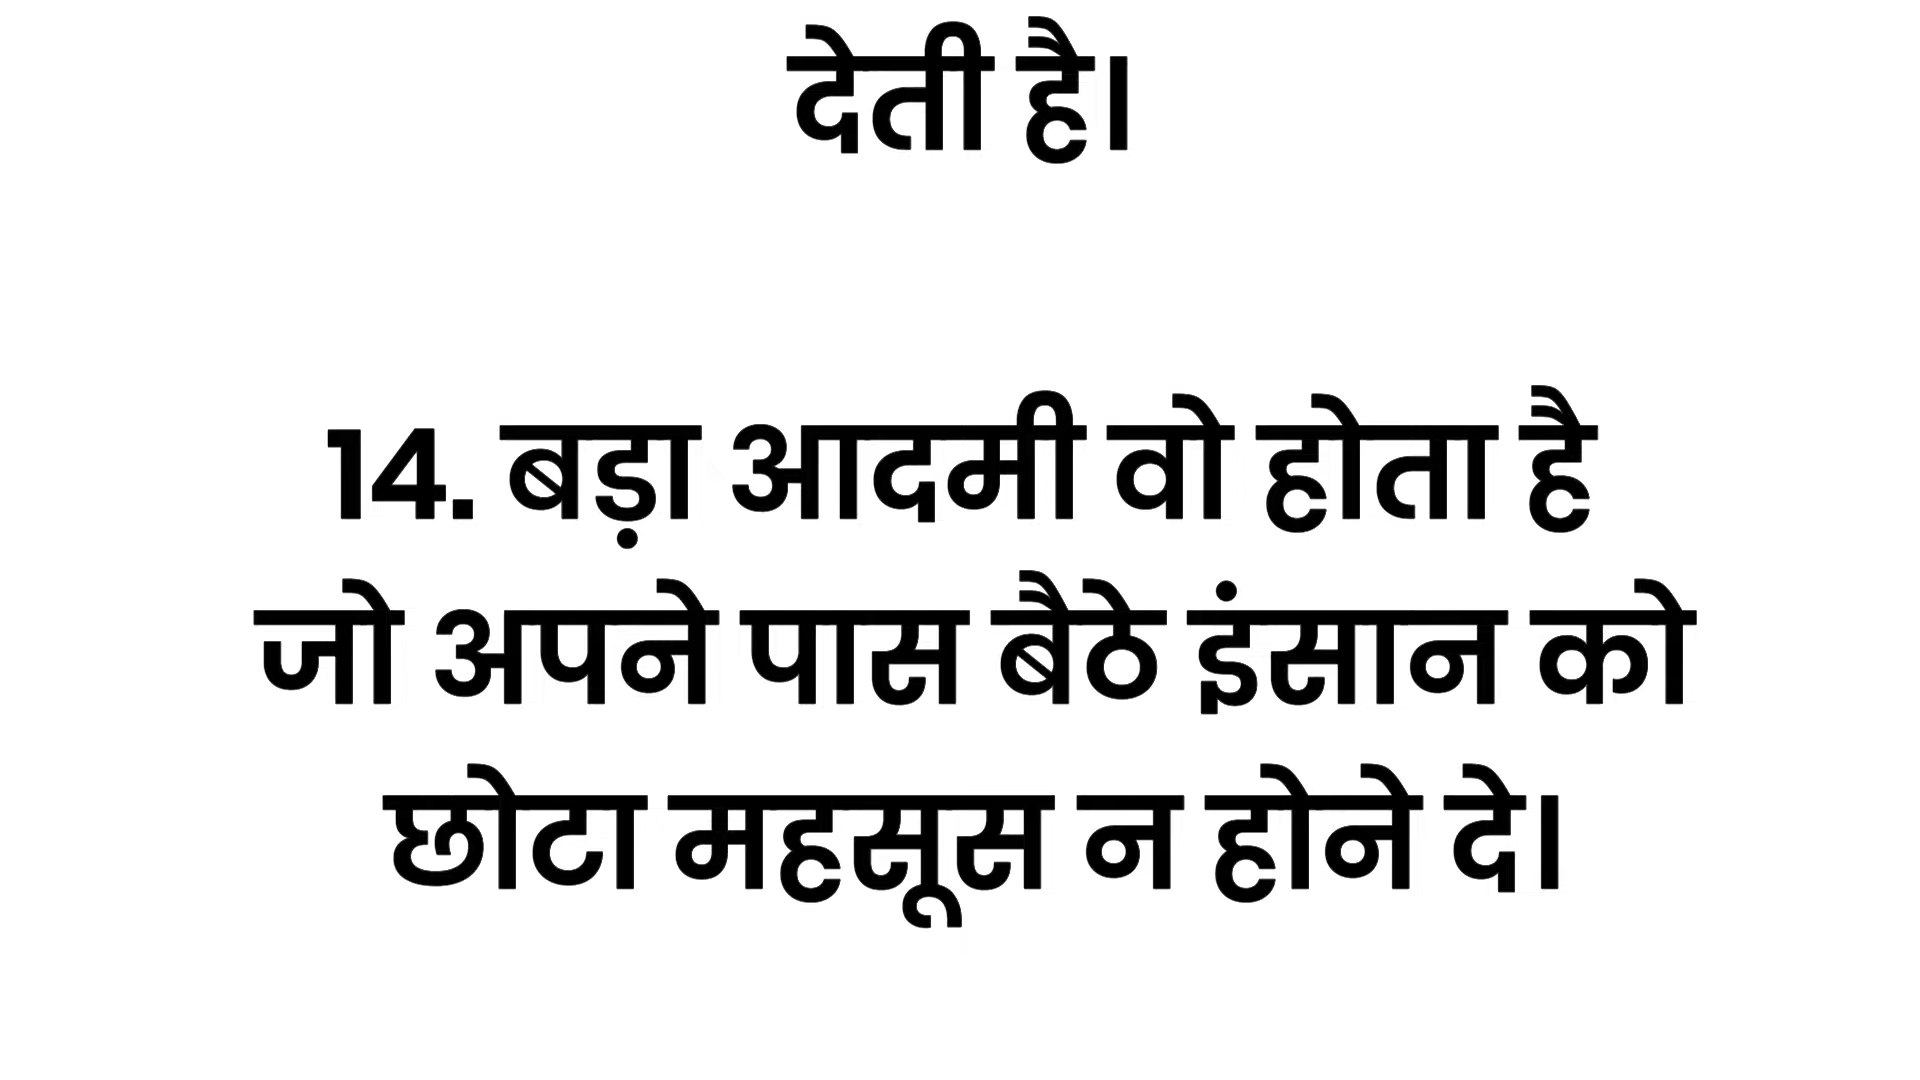 देती है।
14. बड़ा आदमी वो होता है
जो अपने पास बैठे इंसान को
छोटा महसूस न होने दे।